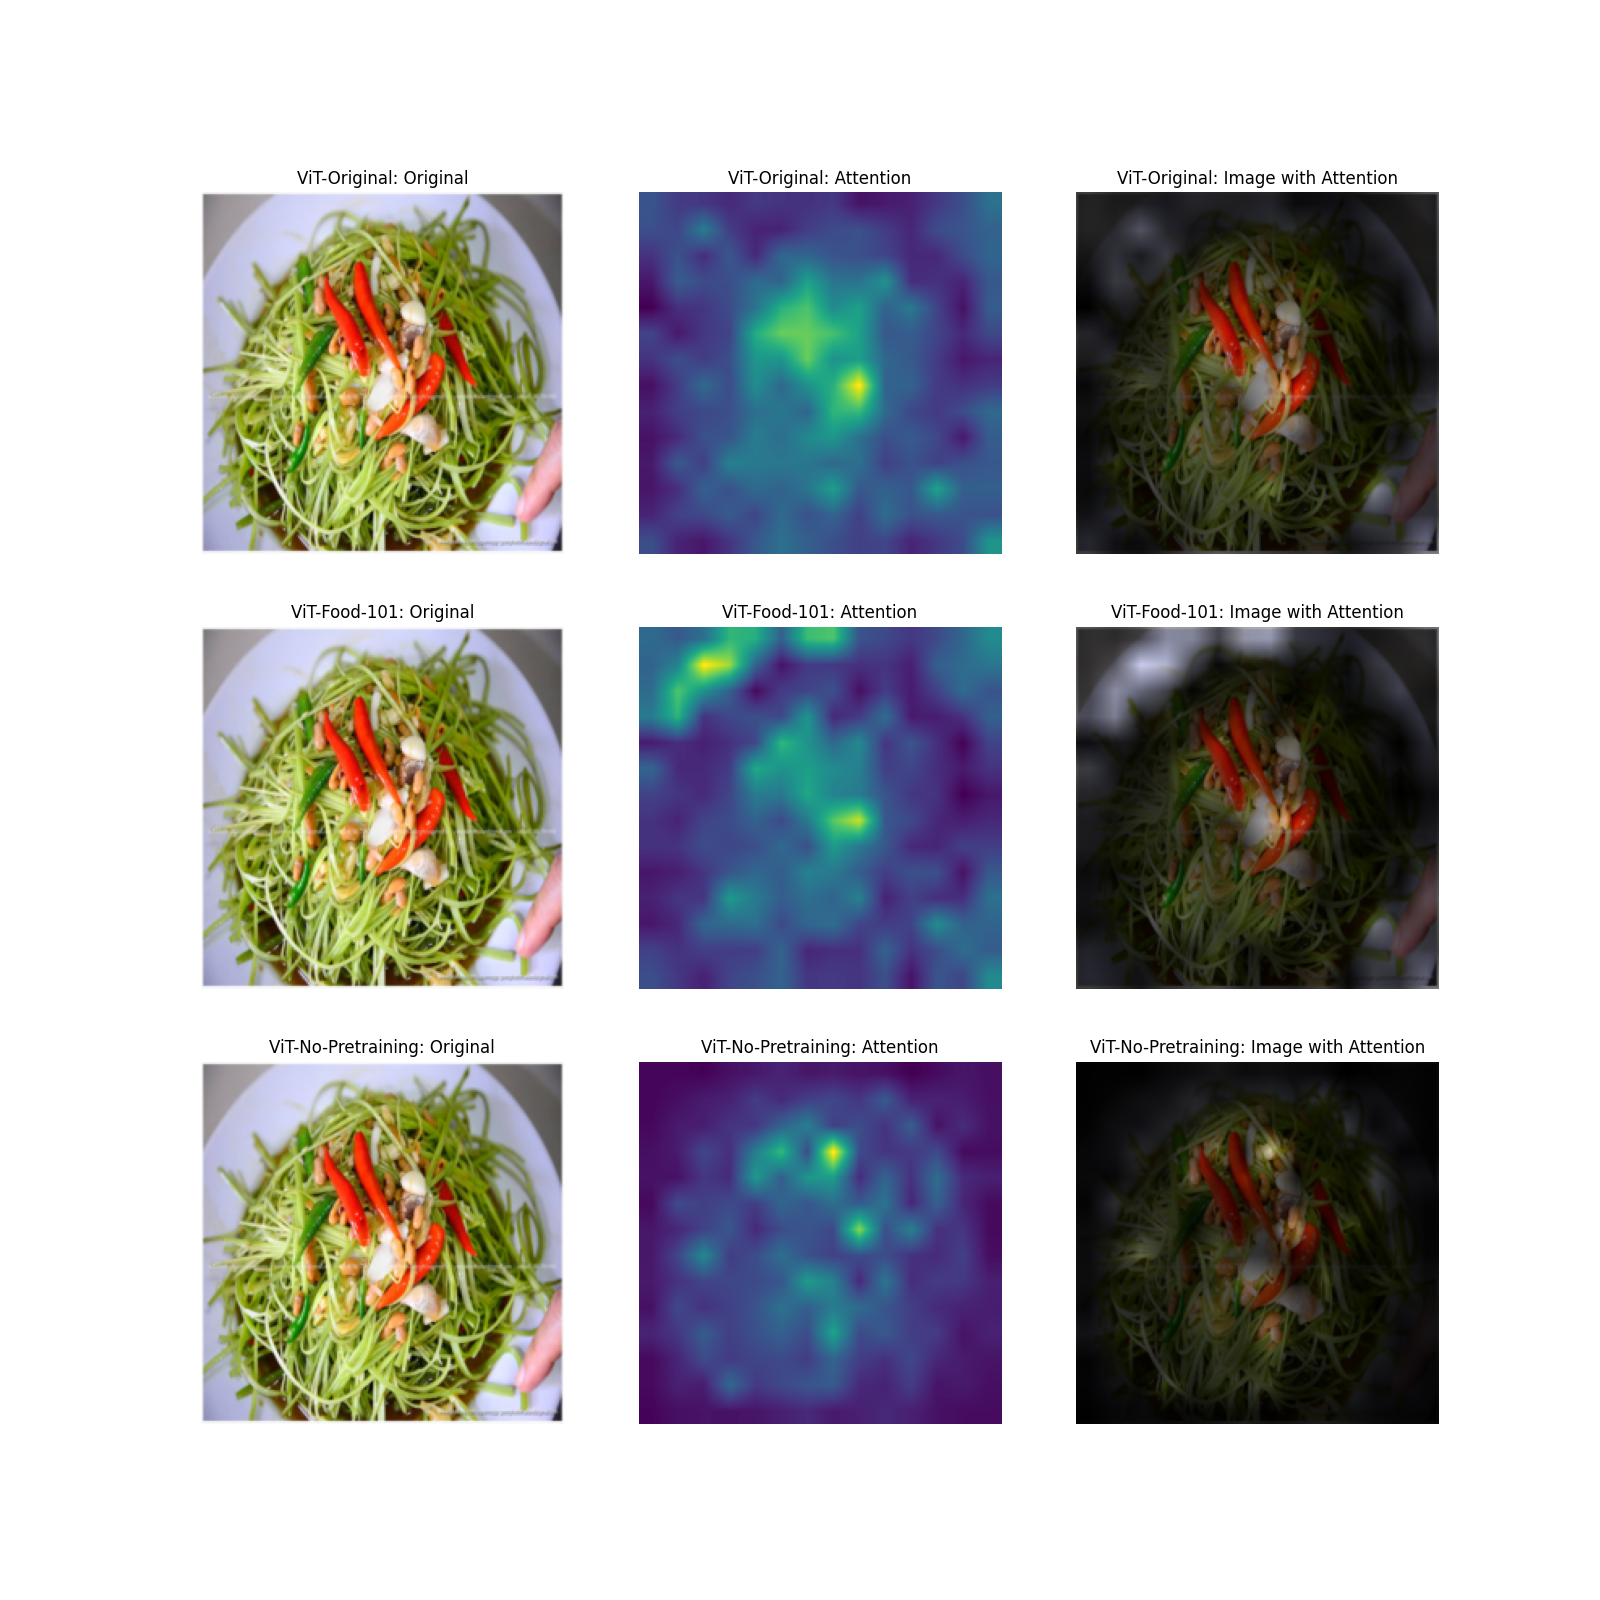 ViT-Original: Original
ViT-Original: Attention
ViT-Original: Image with Attention
ViT-Food-101: Original
ViT-Food-101: Attention
ViT-Food-101: Image with Attention
ViT-No-Pretraining: Original
ViT-No-Pretraining: Attention
ViT-No-Pretraining: Image with Attention